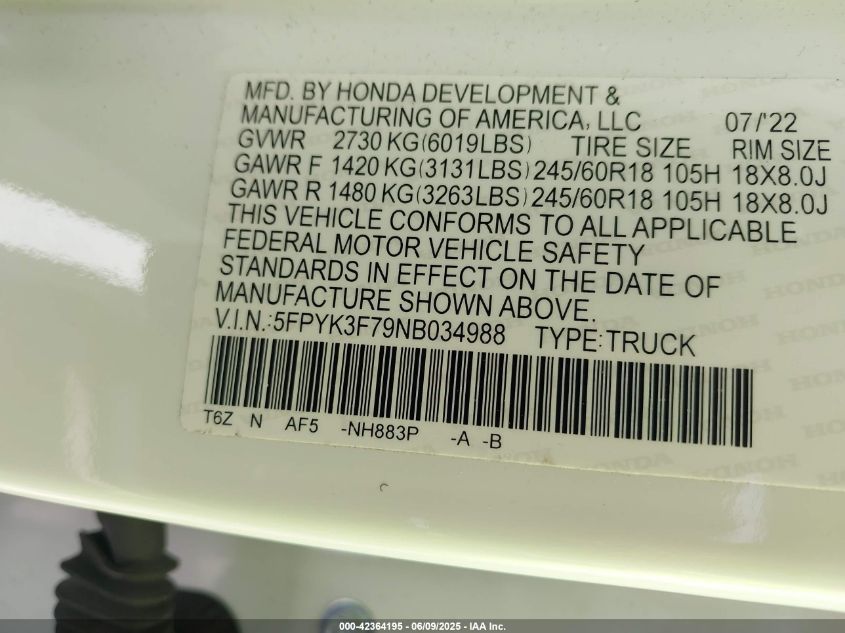 MFD. BY HONDA DEVELOPMENT &
MANUFACTURING OF AMERICA, LLC 07/'22
GVWR 2730 KG(6019LBS) TIRE SIZE RIM SIZE
GAWR F 1420 KG(3131LBS) 245/60R18 105H 18X8.0J
GAWR R 1480 KG(3263LBS) 245/60R18 105H 18X8.0J
THIS VEHICLE CONFORMS TO ALL APPLICABLE
FEDERAL MOTOR VEHICLE SAFETY
STANDARDS IN EFFECT ON THE DATE OF
MANUFACTURE SHOWN ABOVE.
V.I.N.:5FPYK3F79NB034988 TYPE:TRUCK
T6Z N AF5 -NH883P -A -B
000-42364195 - 06/09/2025 - IAA Inc.